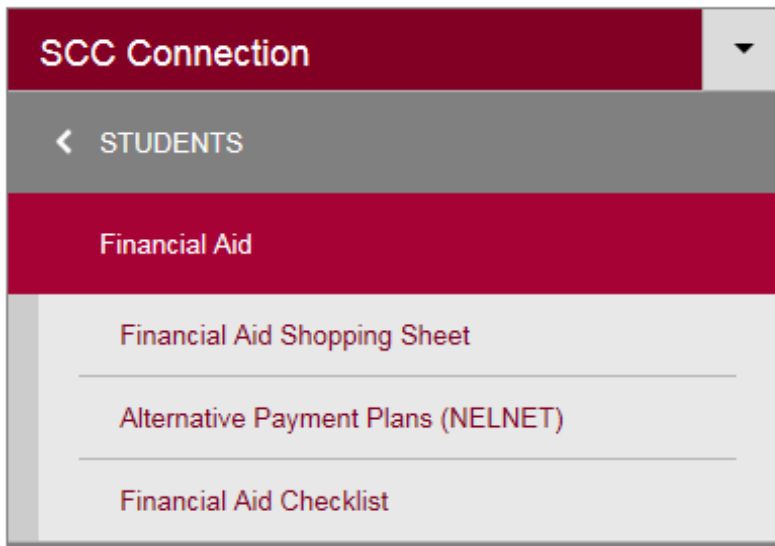 SCC Connection
STUDENTS
Financial Aid
Financial Aid Shopping Sheet
Alternative Payment Plans (NELNET)
Financial Aid Checklist